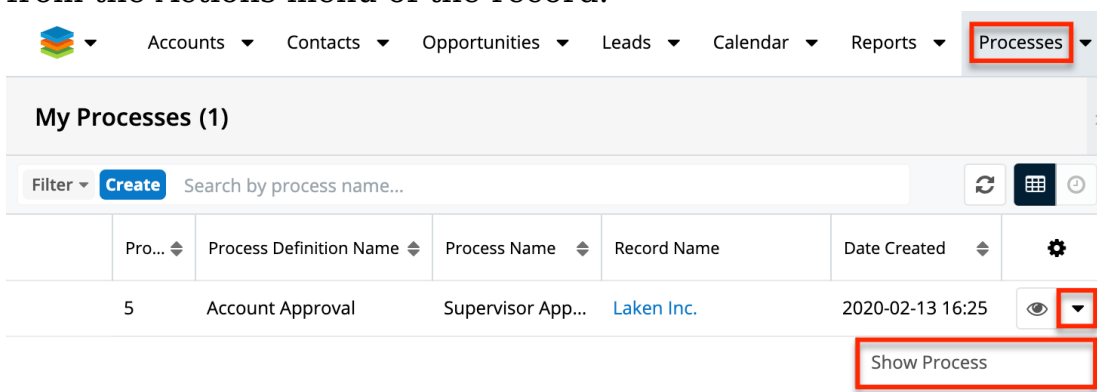 from the Actions menu of the record.
Accounts Contacts Opportunities Leads Calendar Reports Processes
My Processes (1)
Filter Create Search by process name...
Pro... Process Definition Name Process Name Record Name Date Created
5 Account Approval Supervisor App... Laken Inc. 2020-02-13 16:25
Show Process